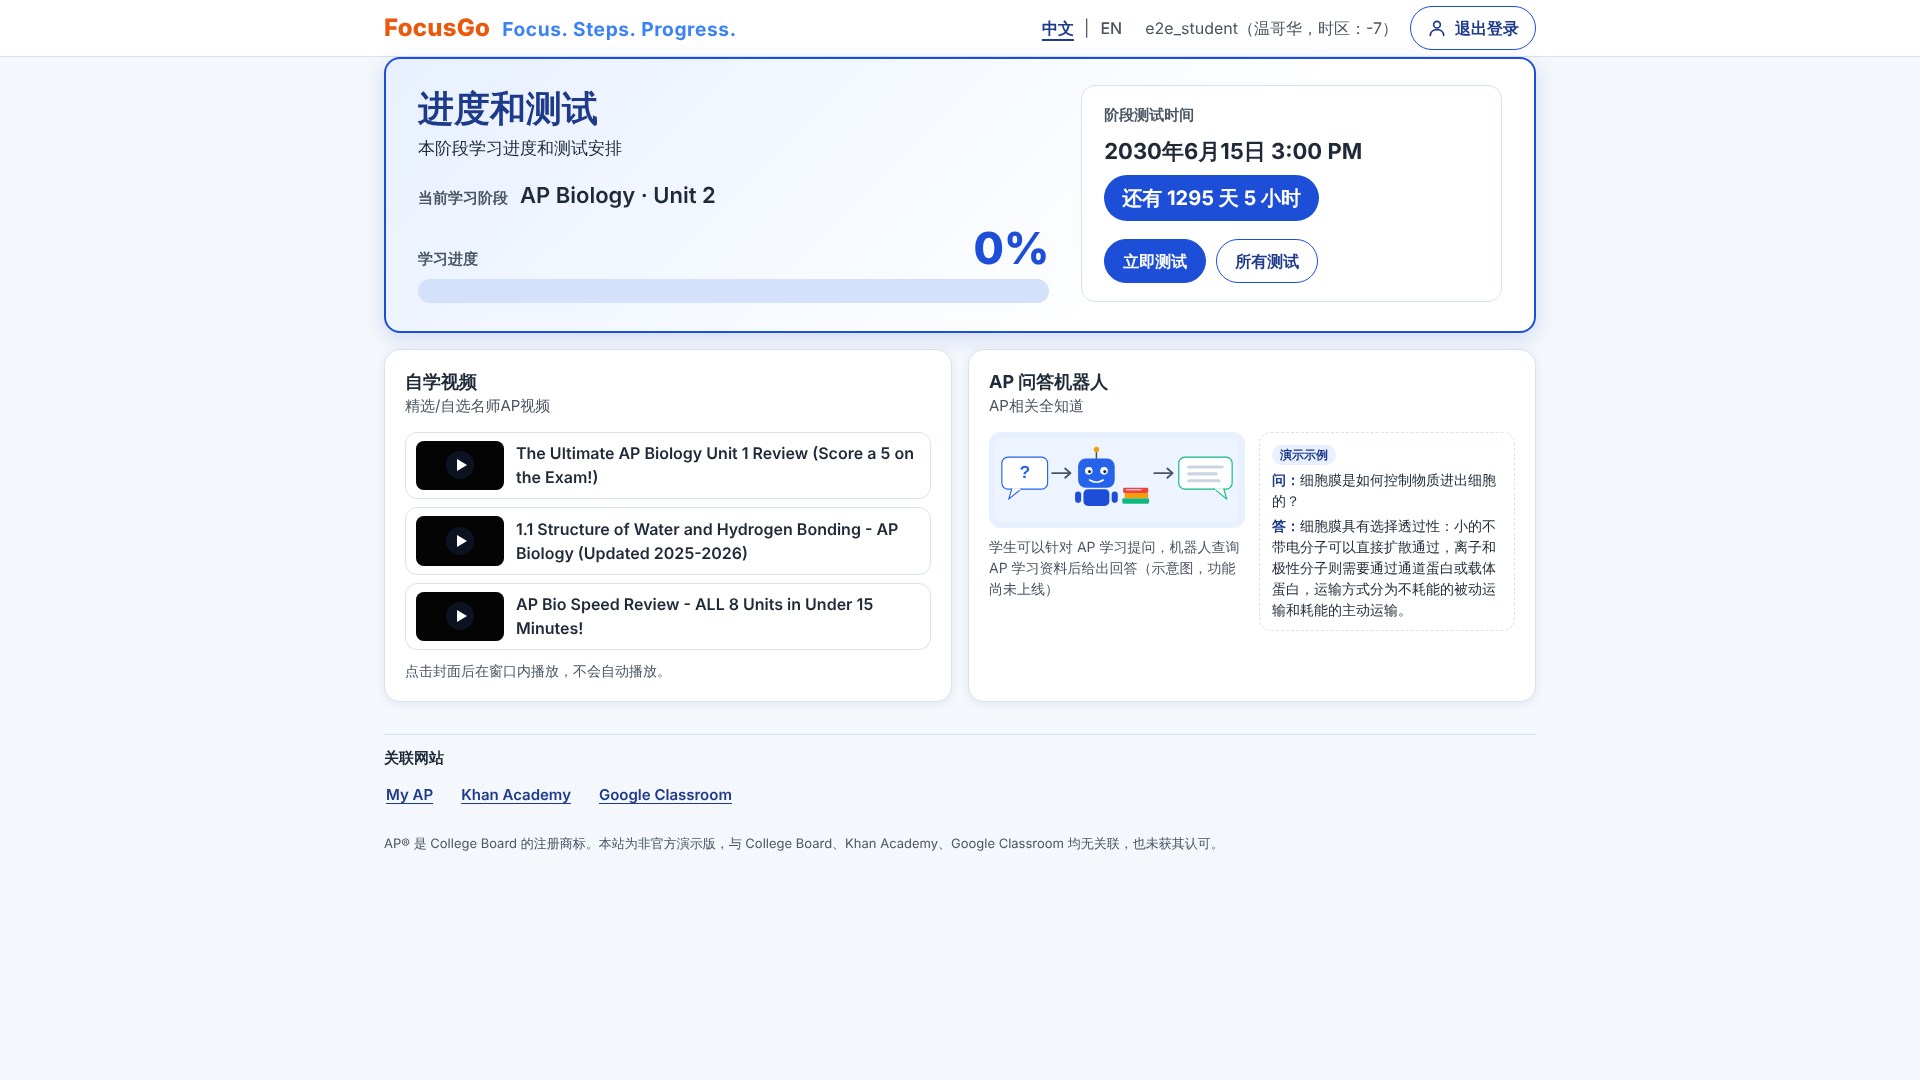 FocusGo Focus. Steps. Progress.
中文 | EN e2e_student（温哥华，时区：-7） 退出登录
进度和测试
本阶段学习进度和测试安排
当前学习阶段 AP Biology · Unit 2
学习进度 0%
阶段测试时间
2030年6月15日 3:00 PM
还有 1295 天 5 小时
立即测试 所有测试
自学视频
精选/自选名师AP视频
The Ultimate AP Biology Unit 1 Review (Score a 5 on
the Exam!)
1.1 Structure of Water and Hydrogen Bonding - AP
Biology (Updated 2025-2026)
AP Bio Speed Review - ALL 8 Units in Under 15
Minutes!
点击封面后在窗口内播放，不会自动播放。
AP 问答机器人
AP相关全知道
?
学生可以针对 AP 学习提问，机器人查询
AP 学习资料后给出回答（示意图，功能
尚未上线）
演示示例
问：细胞膜是如何控制物质进出细胞
的？
答：细胞膜具有选择透过性：小的不
带电分子可以直接扩散通过，离子和
极性分子则需要通过通道蛋白或载体
蛋白，运输方式分为不耗能的被动运
输和耗能的主动运输。
关联网站
My AP Khan Academy Google Classroom
AP® 是 College Board 的注册商标。本站为非官方演示版，与 College Board、Khan Academy、Google Classroom 均无关联，也未获其认可。